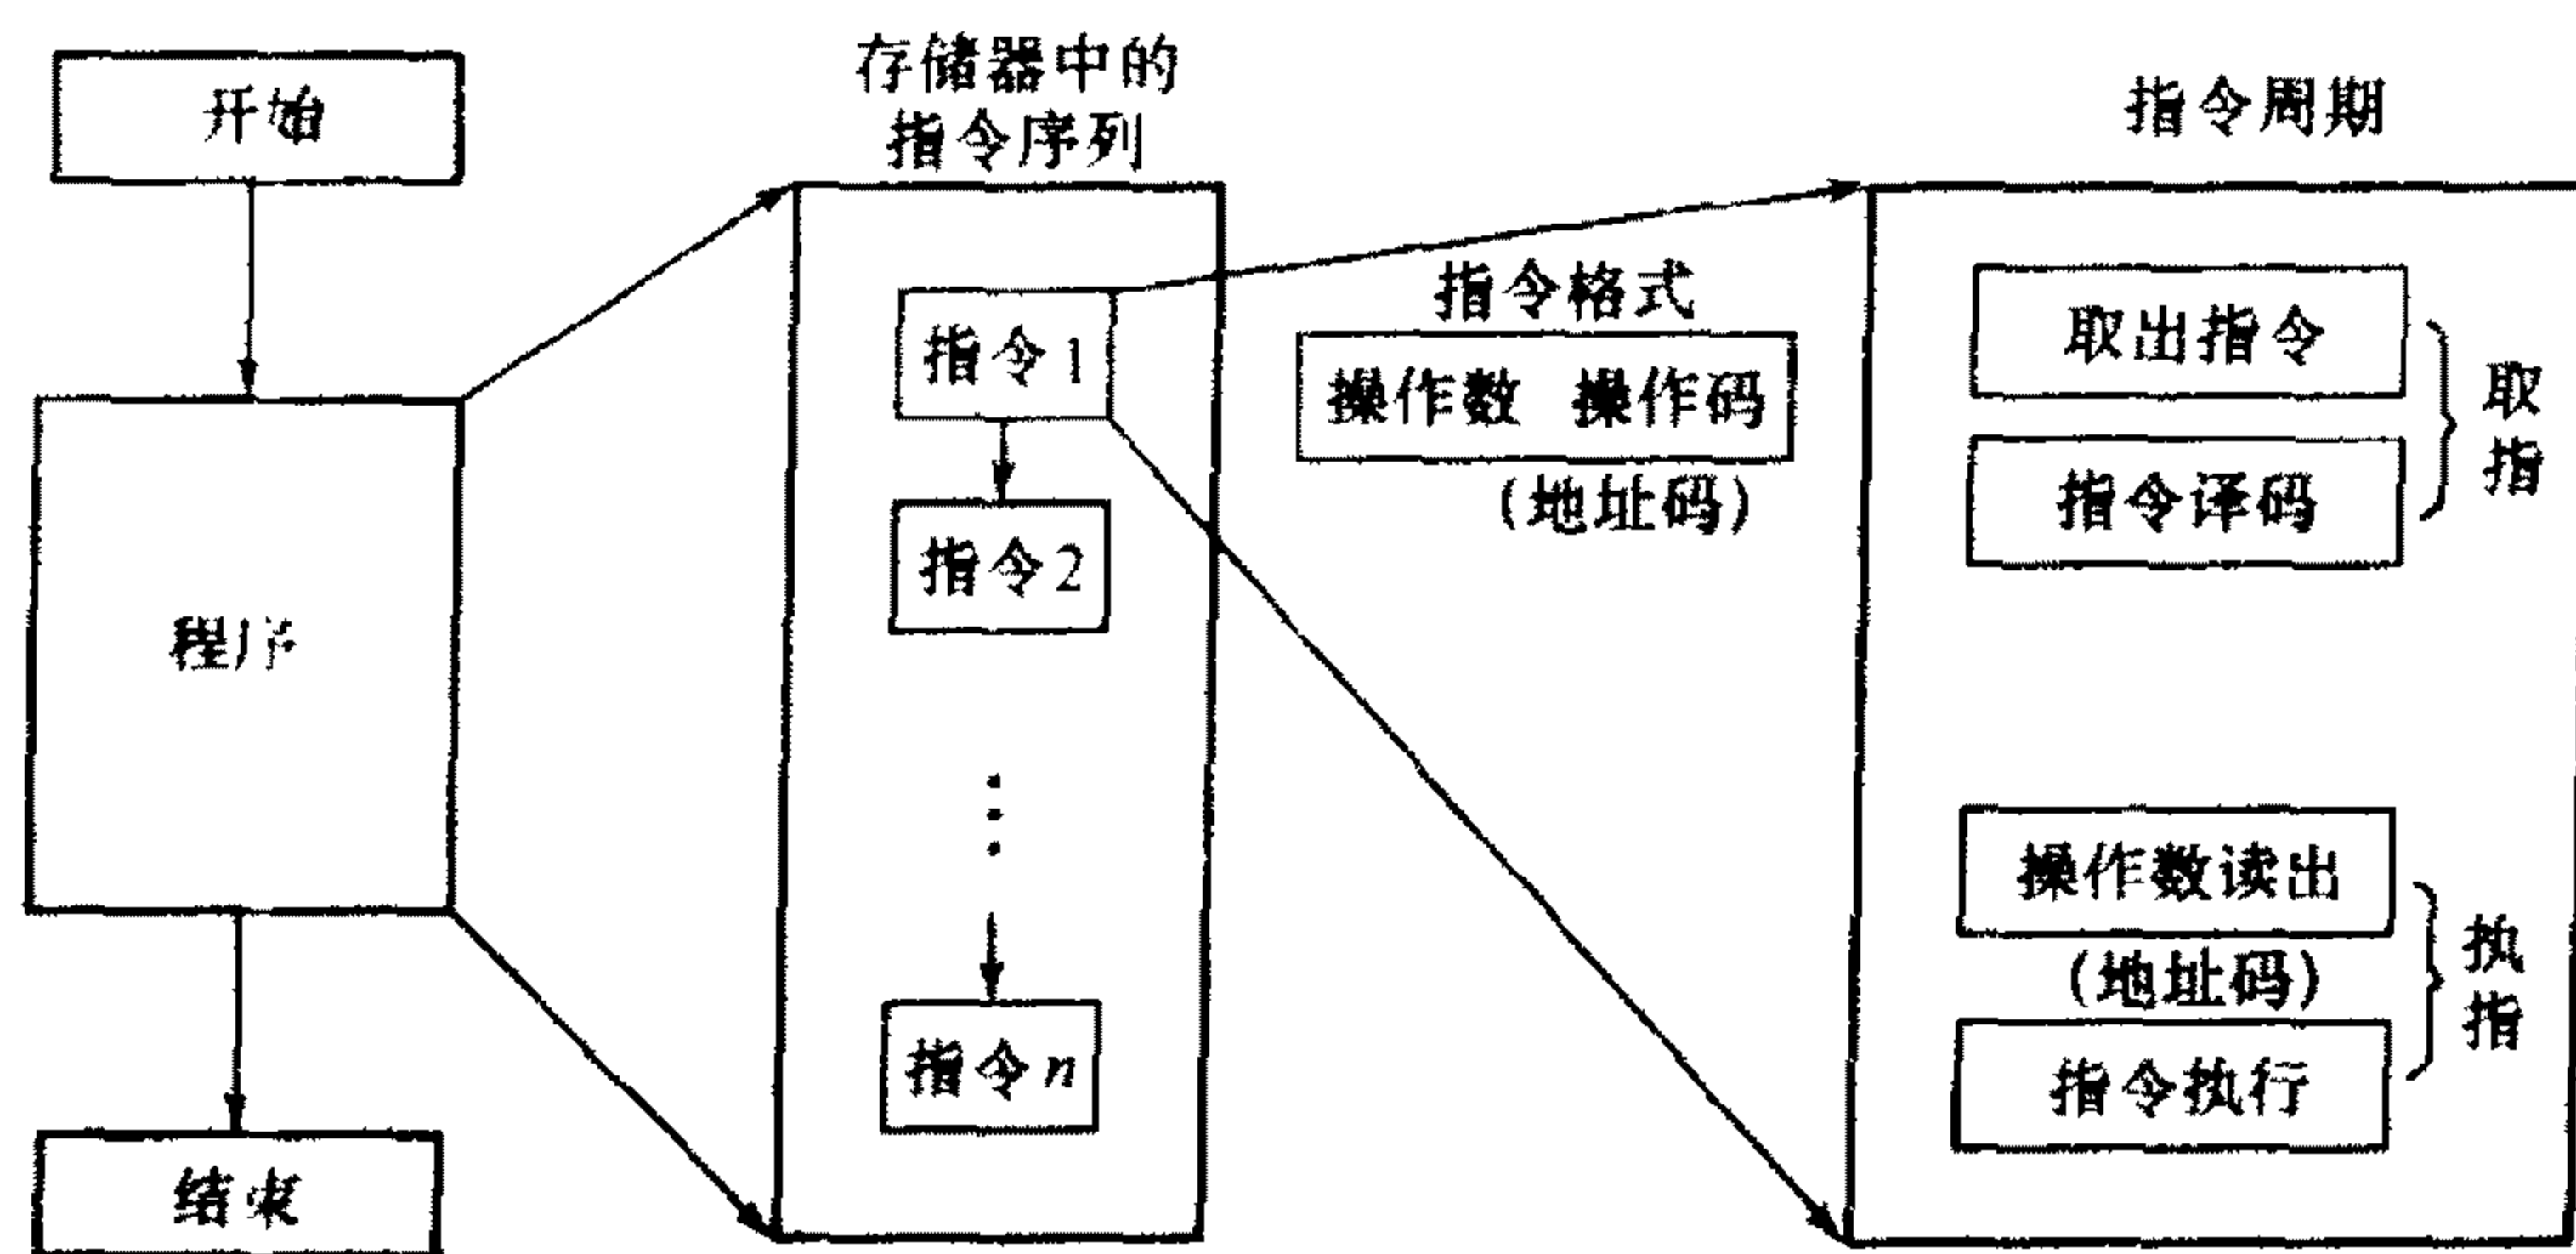 开始
程序
结束
存储器中的
指令序列
指令1
指令2
指令n
指令格式
操作数 操作码
(地址码)
指令周期
取出指令
指令译码
取指
操作数读出
(地址码)
指令执行
执指